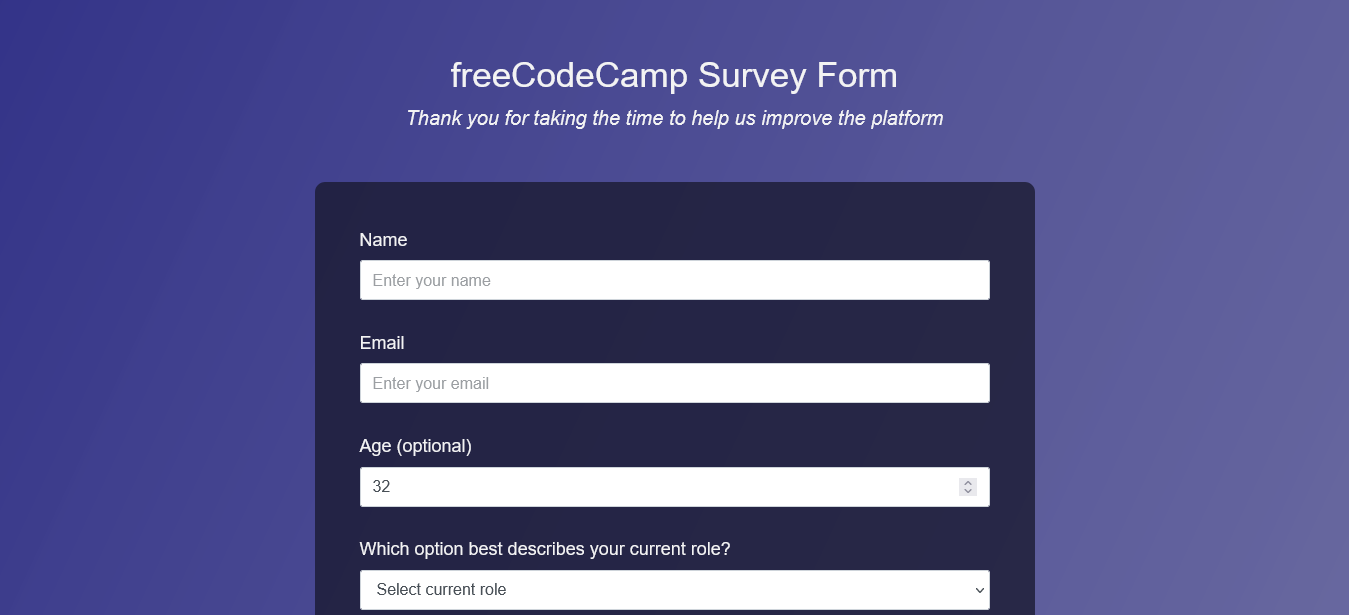 freeCodeCamp Survey Form
Thank you for taking the time to help us improve the platform
Name
Enter your name
Email
Enter your email
Age (optional)
32
Which option best describes your current role?
Select current role